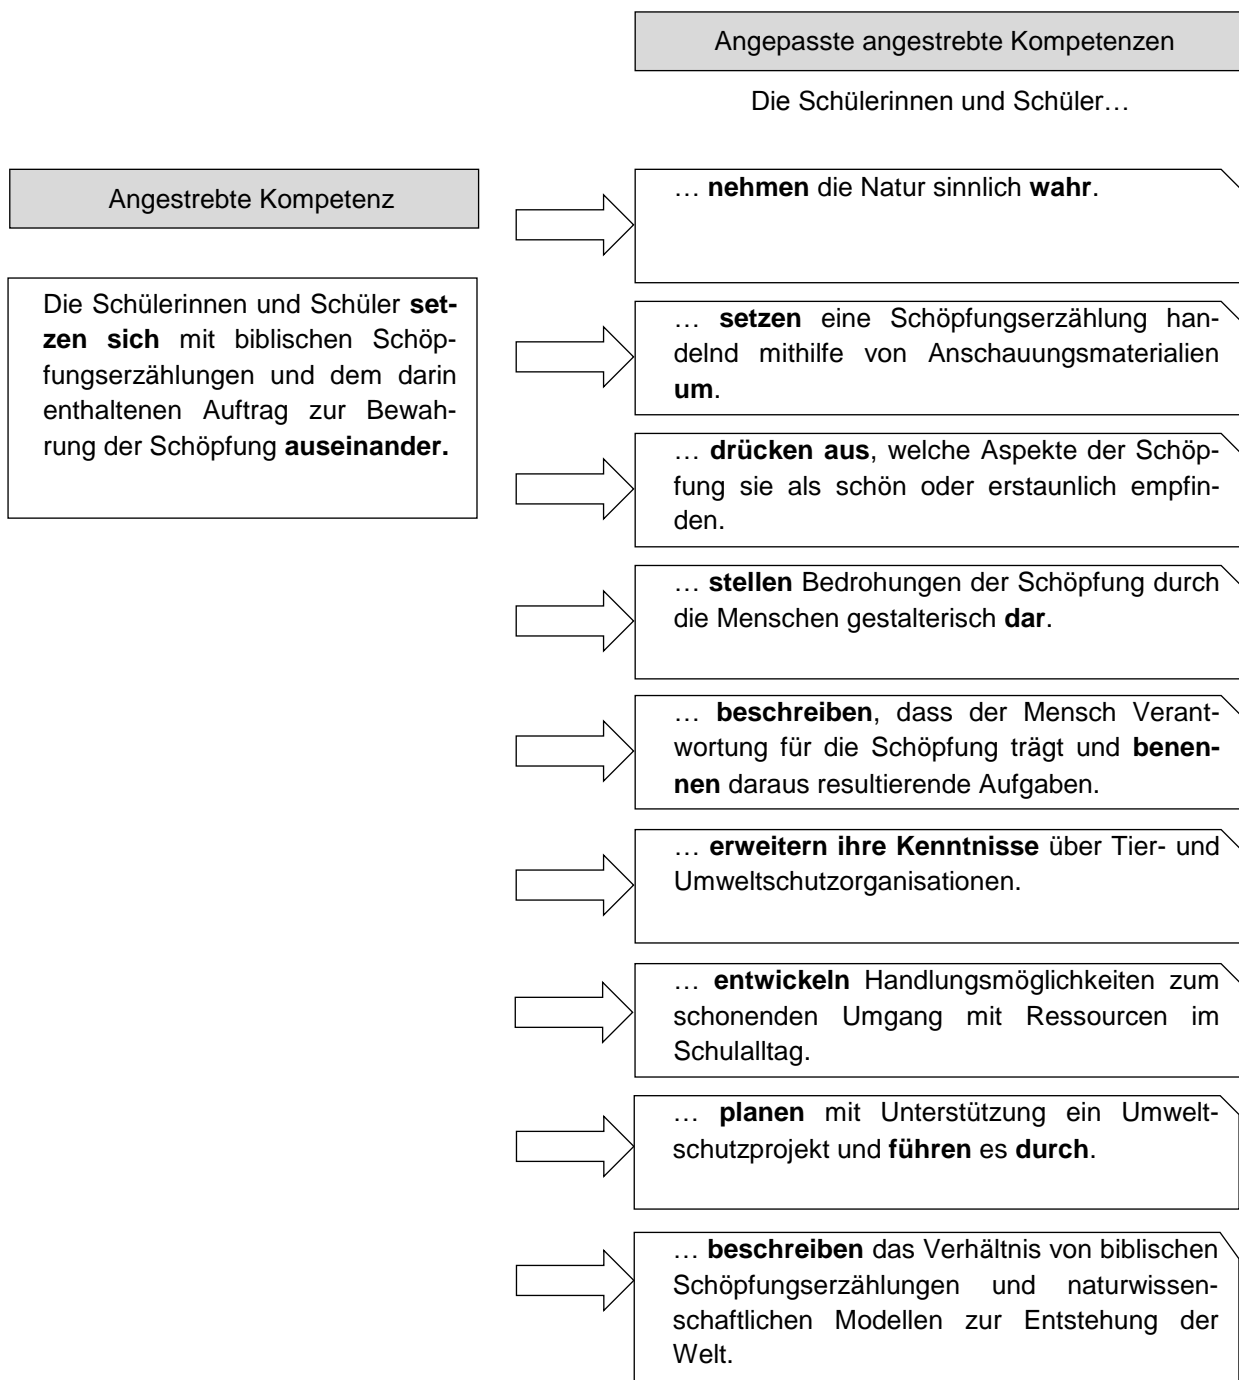 Angepasste angestrebte Kompetenzen
Die Schülerinnen und Schüler…
Angestrebte Kompetenz
Die Schülerinnen und Schüler set-
zen sich mit biblischen Schöp-
fungserzählungen und dem darin
enthaltenen Auftrag zur Bewah-
rung der Schöpfung auseinander.
… nehmen die Natur sinnlich wahr.
… setzen eine Schöpfungserzählung han-
delnd mithilfe von Anschauungsmaterialien
um.
… drücken aus, welche Aspekte der Schöp-
fung sie als schön oder erstaunlich empfin-
den.
… stellen Bedrohungen der Schöpfung durch
die Menschen gestalterisch dar.
… beschreiben, dass der Mensch Verant-
wortung für die Schöpfung trägt und benen-
nen daraus resultierende Aufgaben.
… erweitern ihre Kenntnisse über Tier- und
Umweltschutzorganisationen.
… entwickeln Handlungsmöglichkeiten zum
schonenden Umgang mit Ressourcen im
Schulalltag.
… planen mit Unterstützung ein Umwelt-
schutzprojekt und führen es durch.
… beschreiben das Verhältnis von biblischen
Schöpfungserzählungen und naturwissen-
schaftlichen Modellen zur Entstehung der
Welt.